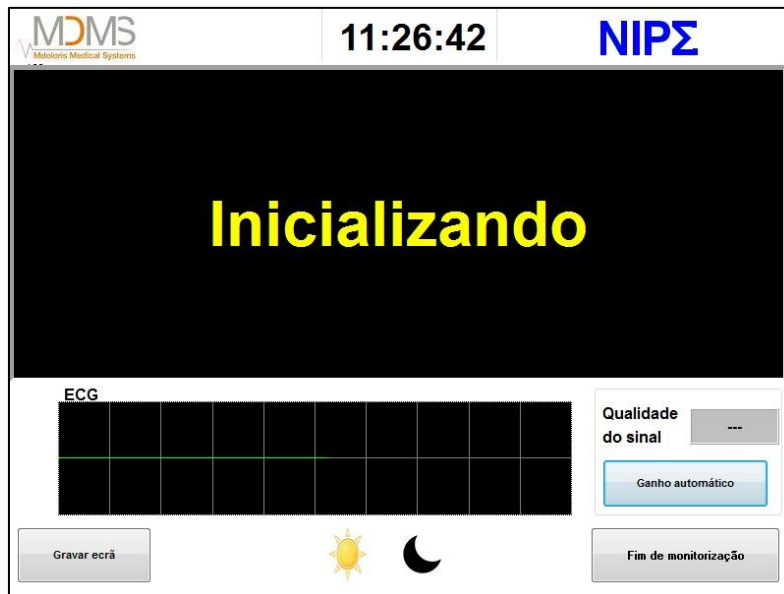 MDMS
Mdoloris Medical Systems
11:26:42
NIPΣ
Inicializando
ECG
Qualidade
do sinal
---
Ganho automático
Gravar ecrã
Fim de monitorização